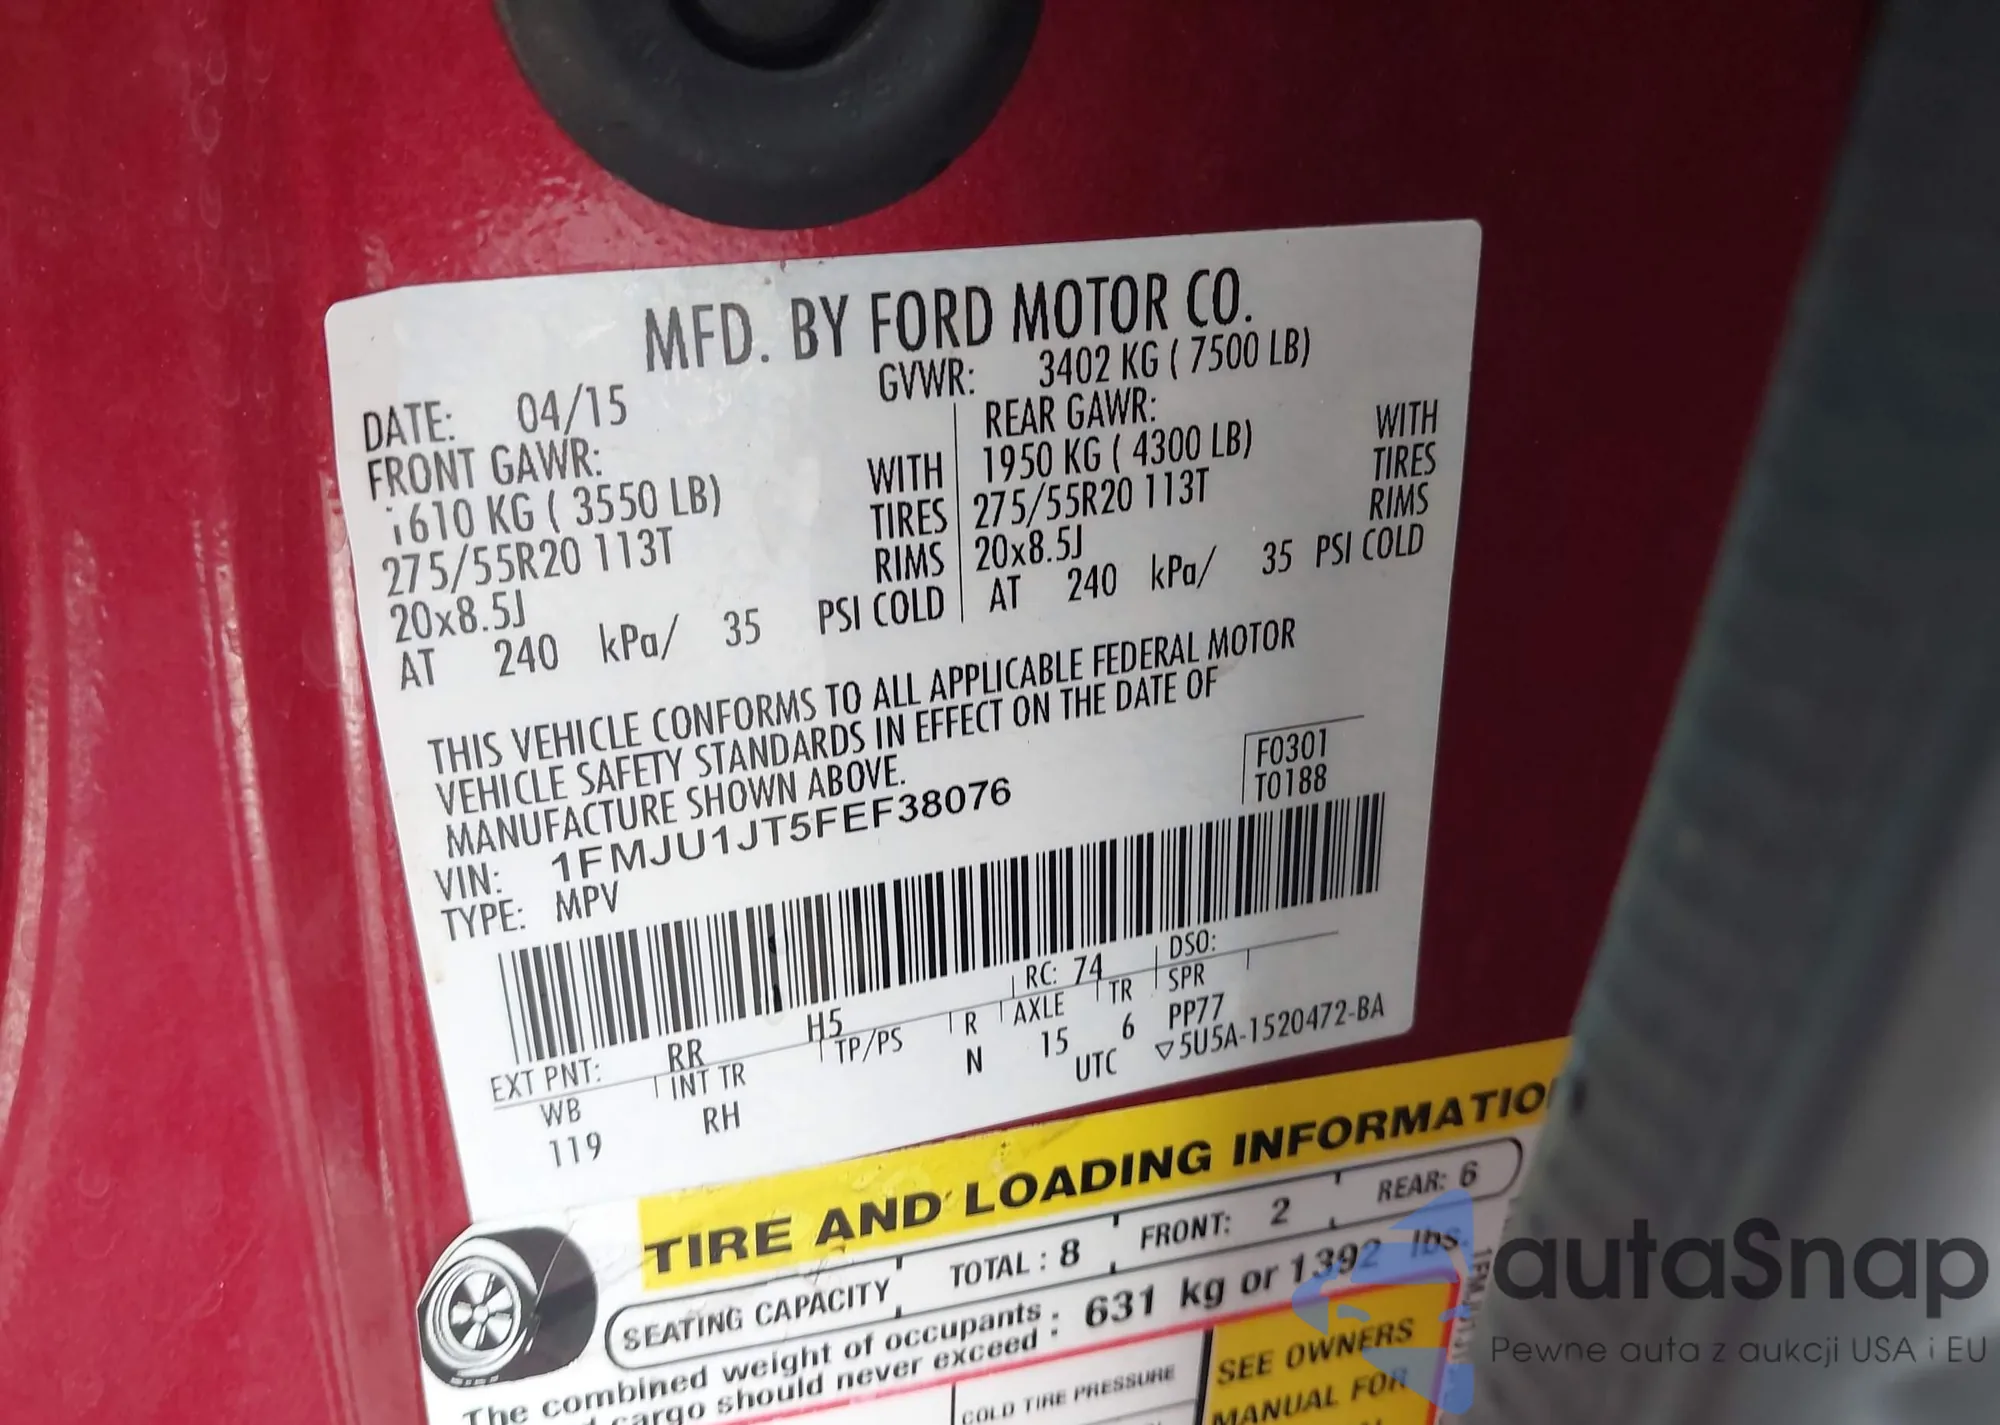 MFD. BY FORD MOTOR CO.
DATE: 04/15 GVWR: 3402 KG ( 7500 LB)
FRONT GAWR: REAR GAWR:
1610 KG ( 3550 LB) WITH 1950 KG ( 4300 LB) WITH
275/55R20 113T TIRES 275/55R20 113T TIRES
20x8.5J RIMS 20x8.5J RIMS
AT 240 kPa/ 35 PSI COLD AT 240 kPa/ 35 PSI COLD
THIS VEHICLE CONFORMS TO ALL APPLICABLE FEDERAL MOTOR
VEHICLE SAFETY STANDARDS IN EFFECT ON THE DATE OF
MANUFACTURE SHOWN ABOVE.
F0301
T0188
VIN: 1FMJU1JT5FEF38076
TYPE: MPV
EXT PNT: RR H5 RC: 74 DSO:
WB INT TR TP/PS R AXLE TR SPR
119 RH N 15 6 PP77
UTC ▽5U5A-1520472-BA
TIRE AND LOADING INFORMATIO
SEATING CAPACITY TOTAL : 8 FRONT: 2 REAR: 6
The combined weight of occupants
cargo should never exceed : 631 kg or 1392 lbs.
COLD TIRE PRESSURE
SEE OWNERS
MANUAL FOR
autaSnap
Pewne auta z aukcji USA i EU